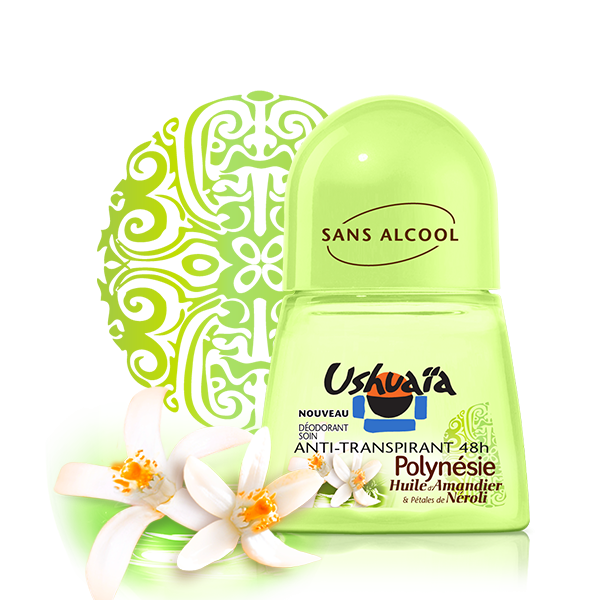 SANS ALCOOL
Ushuaïa
NOUVEAU
DÉODORANT
SOIN
ANTI-TRANSPIRANT 48h
Polynésie
Huile d'Amandier
& Pétales de Néroli